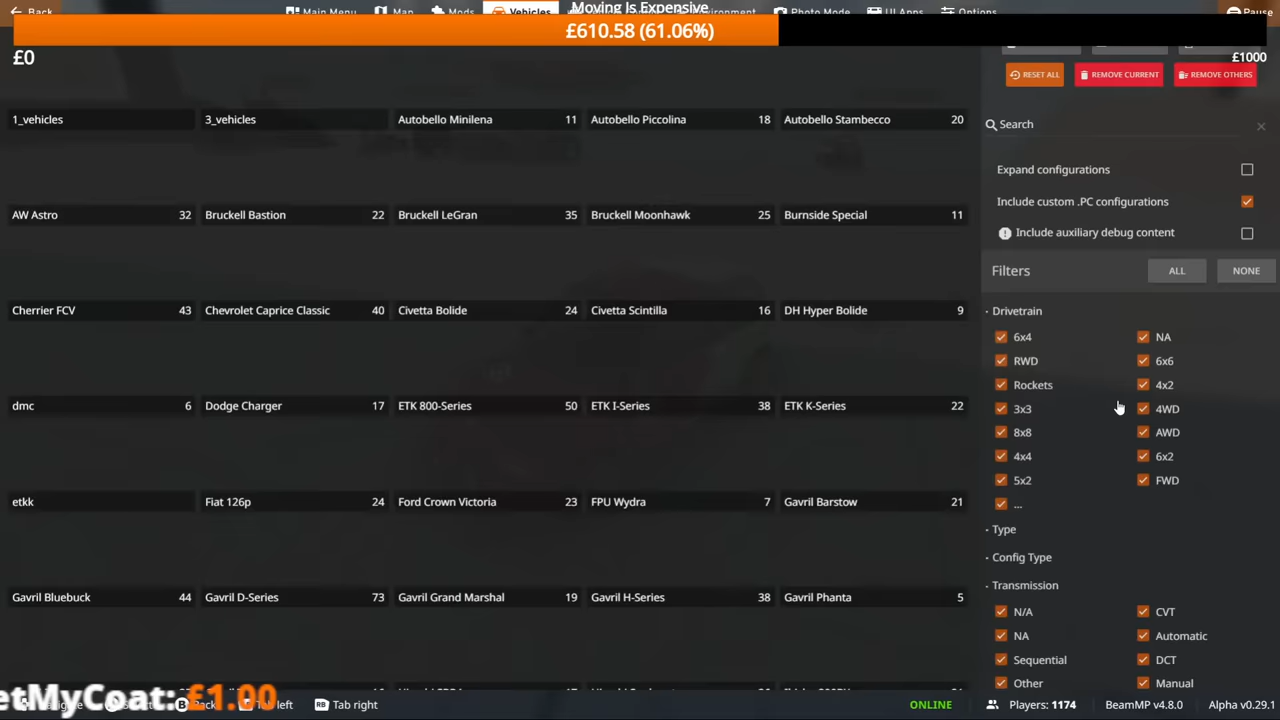 Back
Main Menu
Map
Mods
Vehicles
Environment
Photo Mode
UI Apps
Options
Pause
Moving Is Expensive
£610.58 (61.06%)
£0
£1000
RESET ALL
REMOVE CURRENT
REMOVE OTHERS
Search
Expand configurations
Include custom .PC configurations
Include auxiliary debug content
Filters
ALL
NONE
1_vehicles
3_vehicles
Autobello Minilena 11
Autobello Piccolina 18
Autobello Stambecco 20
AW Astro 32
Bruckell Bastion 22
Bruckell LeGran 35
Bruckell Moonhawk 25
Burnside Special 11
Cherrier FCV 43
Chevrolet Caprice Classic 40
Civetta Bolide 24
Civetta Scintilla 16
DH Hyper Bolide 9
dmc 6
Dodge Charger 17
ETK 800-Series 50
ETK I-Series 38
ETK K-Series 22
etkk
Fiat 126p 24
Ford Crown Victoria 23
FPU Wydra 7
Gavril Barstow 21
Gavril Bluebuck 44
Gavril D-Series 73
Gavril Grand Marshal 19
Gavril H-Series 38
Gavril Phanta 5
- Drivetrain
6x4
NA
RWD
6x6
Rockets
4x2
3x3
4WD
8x8
AWD
4x4
6x2
5x2
FWD
...
- Type
- Config Type
- Transmission
N/A
CVT
NA
Automatic
Sequential
DCT
Other
Manual
etMyCoat: £1.00
Back
Tab left
RB Tab right
ONLINE
Players: 1174
BeamMP v4.8.0
Alpha v0.29.1